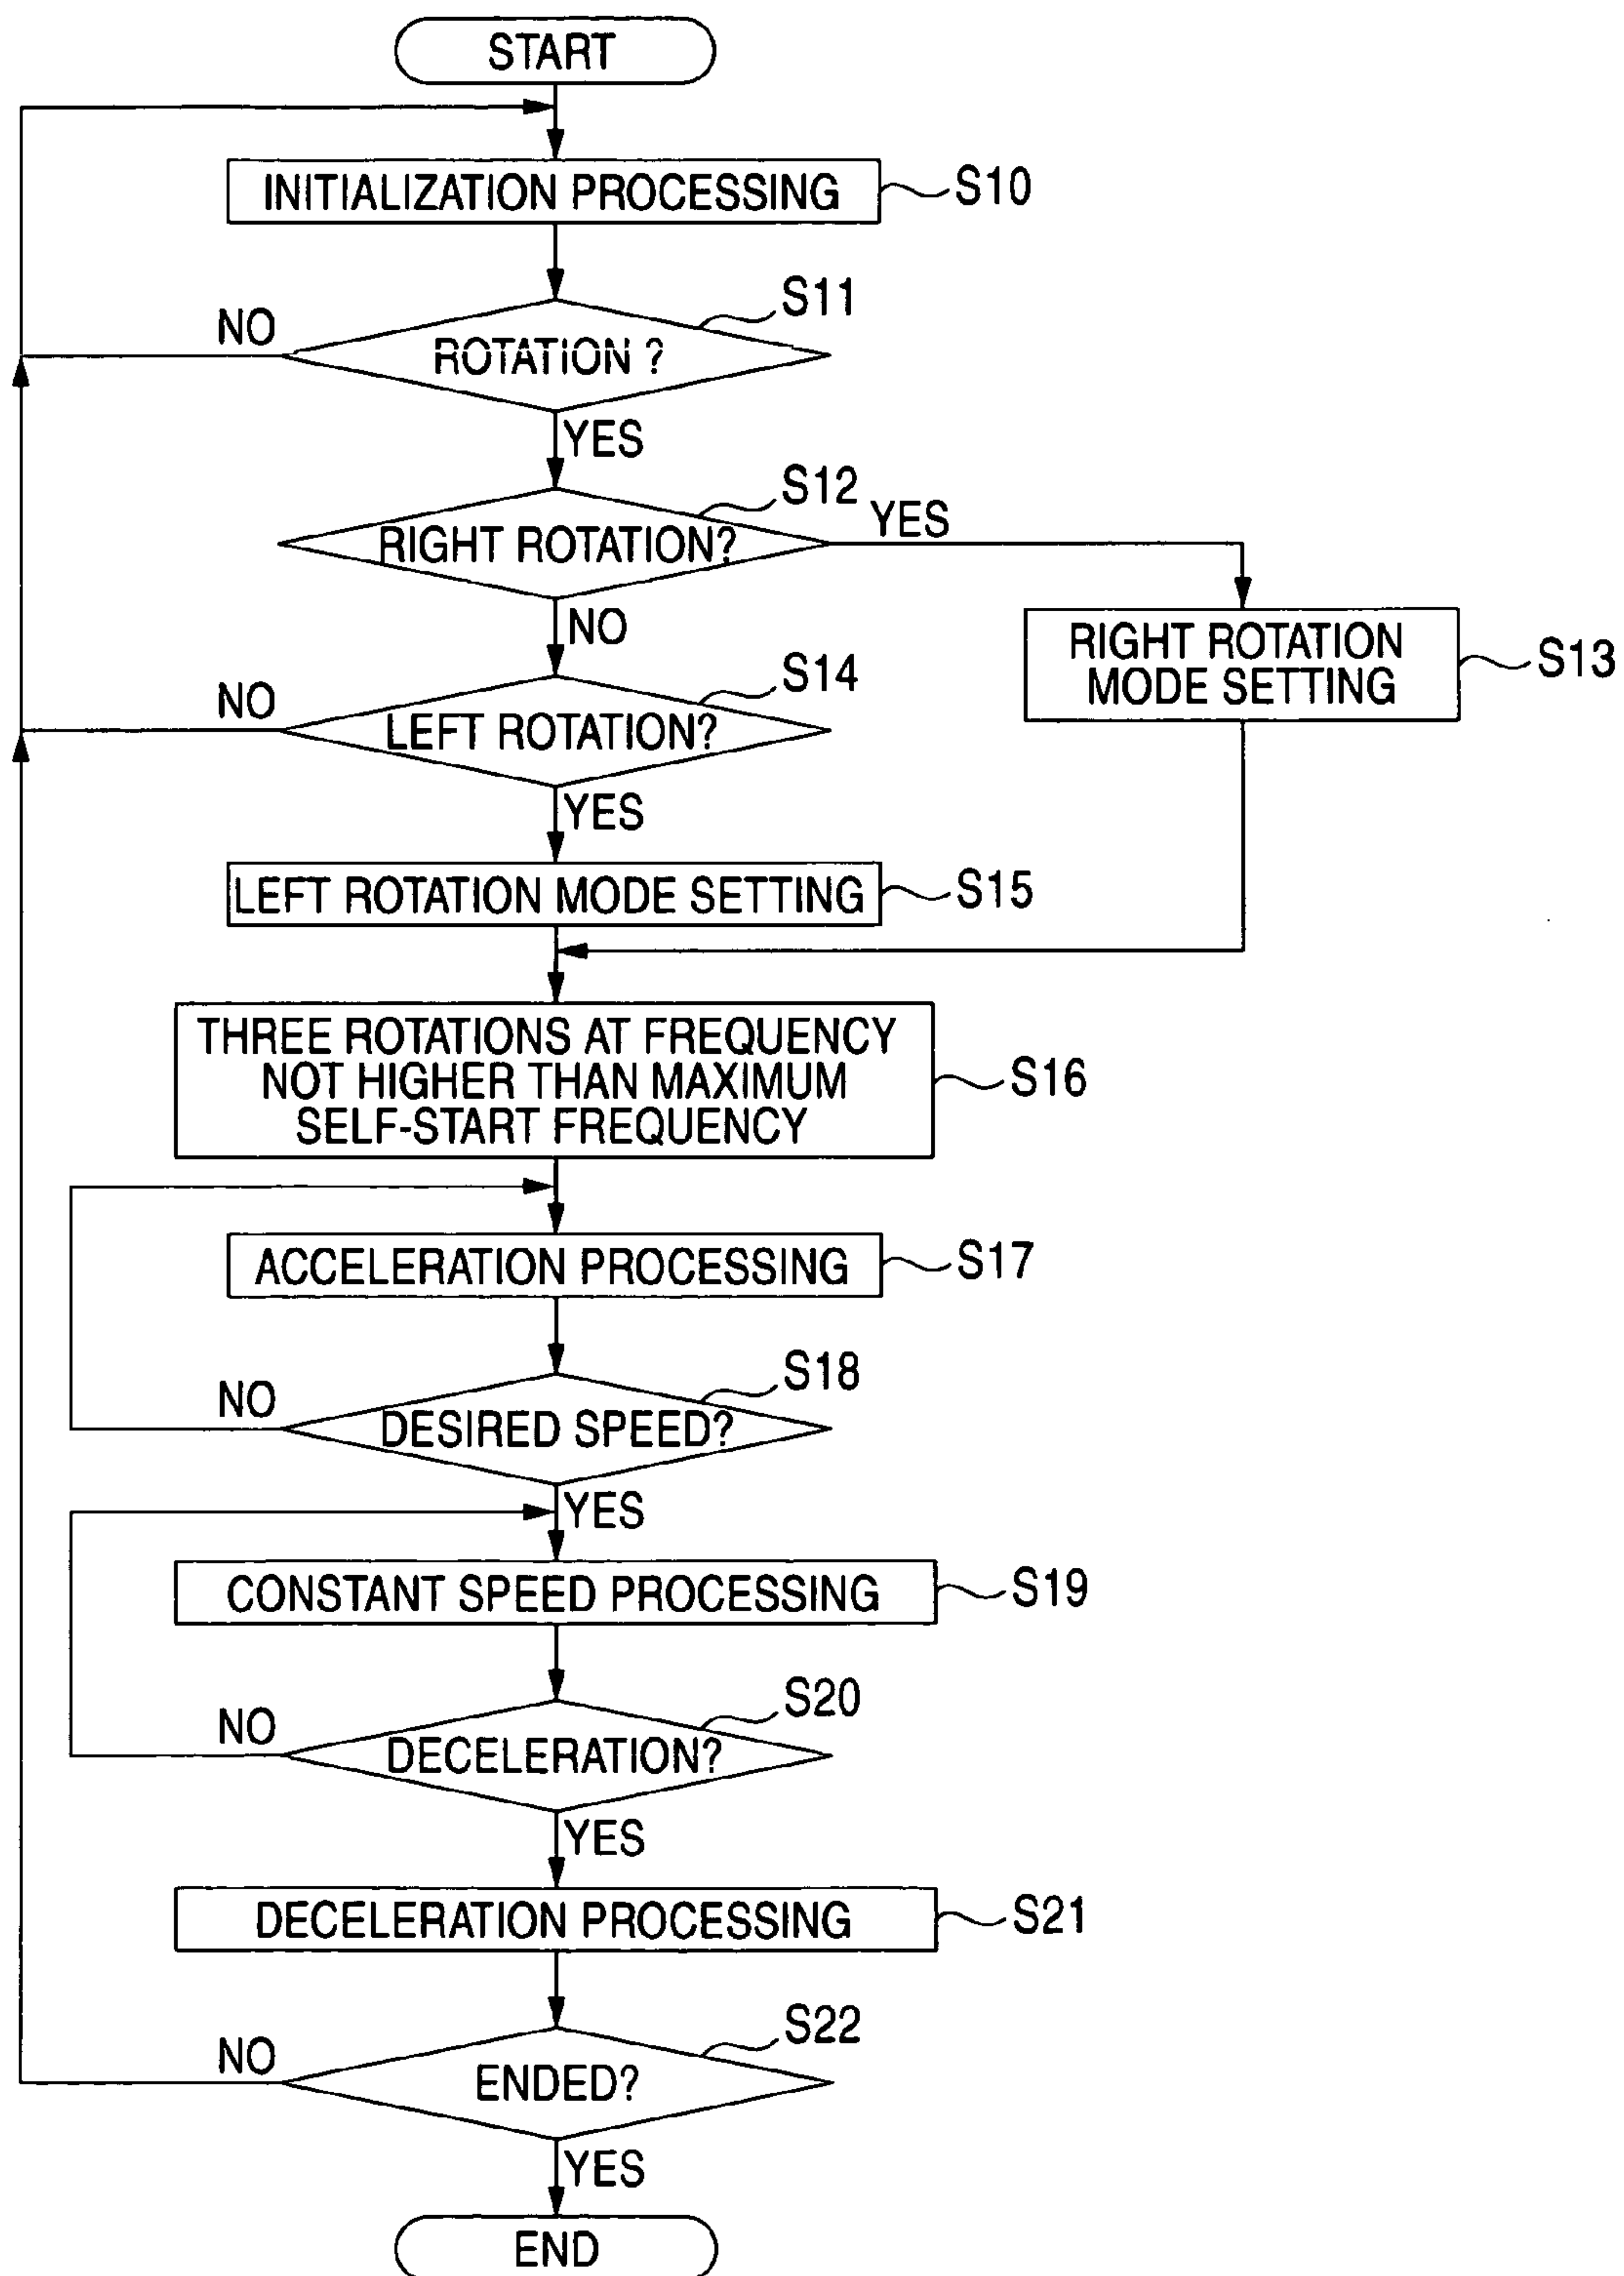 START
INITIALIZATION PROCESSING
S10
S11
NO
ROTATION ?
YES
S12
RIGHT ROTATION?
YES
NO
RIGHT ROTATION
MODE SETTING
S13
S14
NO
LEFT ROTATION?
YES
LEFT ROTATION MODE SETTING
S15
THREE ROTATIONS AT FREQUENCY
NOT HIGHER THAN MAXIMUM
SELF-START FREQUENCY
S16
ACCELERATION PROCESSING
S17
S18
NO
DESIRED SPEED?
YES
CONSTANT SPEED PROCESSING
S19
S20
NO
DECELERATION?
YES
DECELERATION PROCESSING
S21
S22
NO
ENDED?
YES
END